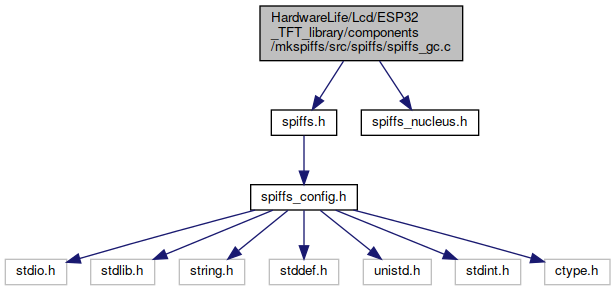 HardwareLife/Lcd/ESP32
_TFT_library/components
/mkspiffs/src/spiffs/spiffs_gc.c
spiffs.h
spiffs_nucleus.h
spiffs_config.h
stdio.h
stdlib.h
string.h
stddef.h
unistd.h
stdint.h
ctype.h